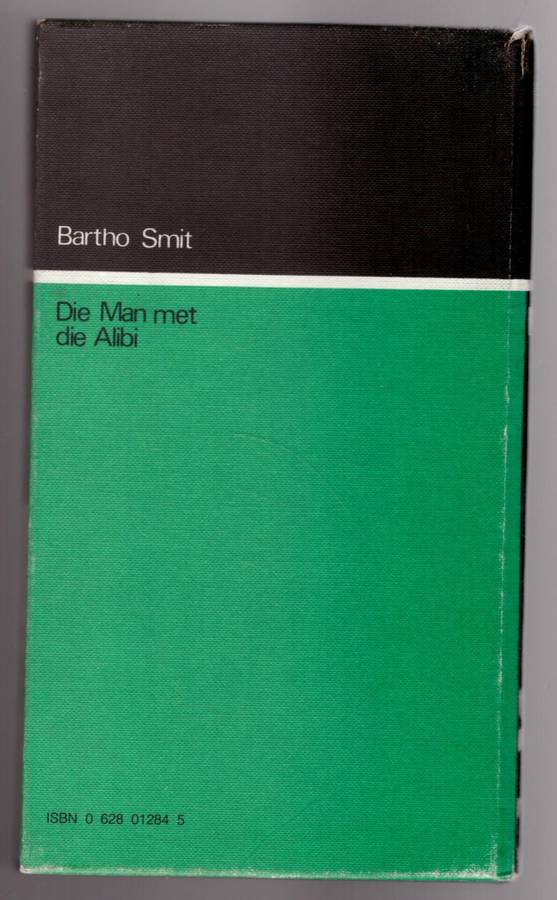 Bartho Smit
Die Man met
die Alibi
ISBN 0 628 01284 5